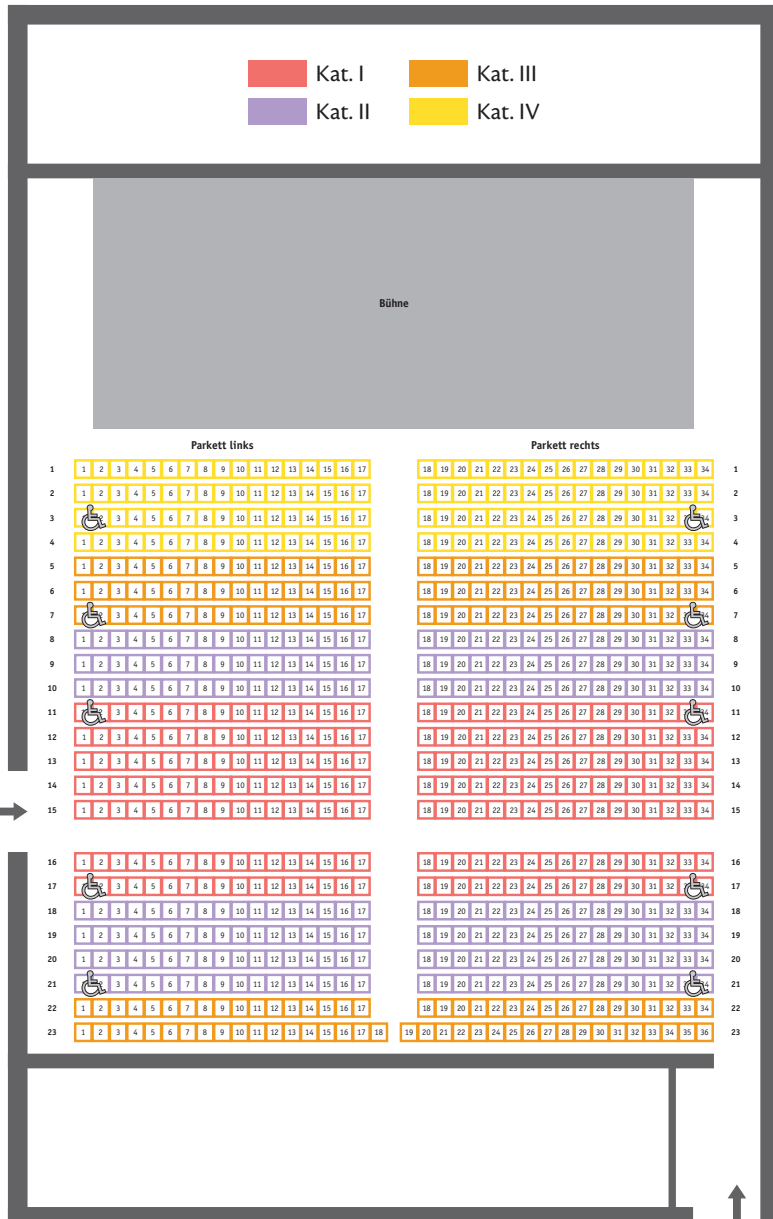 Kat. I Kat. III
Kat. II Kat. IV
Bühne
Parkett links Parkett rechts
1 1 2 3 4 5 6 7 8 9 10 11 12 13 14 15 16 17 18 19 20 21 22 23 24 25 26 27 28 29 30 31 32 33 34 1
2 1 2 3 4 5 6 7 8 9 10 11 12 13 14 15 16 17 18 19 20 21 22 23 24 25 26 27 28 29 30 31 32 33 34 2
3 3 4 5 6 7 8 9 10 11 12 13 14 15 16 17 18 19 20 21 22 23 24 25 26 27 28 29 30 31 32 3
4 1 2 3 4 5 6 7 8 9 10 11 12 13 14 15 16 17 18 19 20 21 22 23 24 25 26 27 28 29 30 31 32 33 34 4
5 1 2 3 4 5 6 7 8 9 10 11 12 13 14 15 16 17 18 19 20 21 22 23 24 25 26 27 28 29 30 31 32 33 34 5
6 1 2 3 4 5 6 7 8 9 10 11 12 13 14 15 16 17 18 19 20 21 22 23 24 25 26 27 28 29 30 31 32 33 34 6
7 3 4 5 6 7 8 9 10 11 12 13 14 15 16 17 18 19 20 21 22 23 24 25 26 27 28 29 30 31 32 7
8 1 2 3 4 5 6 7 8 9 10 11 12 13 14 15 16 17 18 19 20 21 22 23 24 25 26 27 28 29 30 31 32 33 34 8
9 1 2 3 4 5 6 7 8 9 10 11 12 13 14 15 16 17 18 19 20 21 22 23 24 25 26 27 28 29 30 31 32 33 34 9
10 1 2 3 4 5 6 7 8 9 10 11 12 13 14 15 16 17 18 19 20 21 22 23 24 25 26 27 28 29 30 31 32 33 34 10
11 3 4 5 6 7 8 9 10 11 12 13 14 15 16 17 18 19 20 21 22 23 24 25 26 27 28 29 30 31 32 11
12 1 2 3 4 5 6 7 8 9 10 11 12 13 14 15 16 17 18 19 20 21 22 23 24 25 26 27 28 29 30 31 32 33 34 12
13 1 2 3 4 5 6 7 8 9 10 11 12 13 14 15 16 17 18 19 20 21 22 23 24 25 26 27 28 29 30 31 32 33 34 13
14 1 2 3 4 5 6 7 8 9 10 11 12 13 14 15 16 17 18 19 20 21 22 23 24 25 26 27 28 29 30 31 32 33 34 14
15 1 2 3 4 5 6 7 8 9 10 11 12 13 14 15 16 17 18 19 20 21 22 23 24 25 26 27 28 29 30 31 32 33 34 15
16 1 2 3 4 5 6 7 8 9 10 11 12 13 14 15 16 17 18 19 20 21 22 23 24 25 26 27 28 29 30 31 32 33 34 16
17 3 4 5 6 7 8 9 10 11 12 13 14 15 16 17 18 19 20 21 22 23 24 25 26 27 28 29 30 31 32 17
18 1 2 3 4 5 6 7 8 9 10 11 12 13 14 15 16 17 18 19 20 21 22 23 24 25 26 27 28 29 30 31 32 33 34 18
19 1 2 3 4 5 6 7 8 9 10 11 12 13 14 15 16 17 18 19 20 21 22 23 24 25 26 27 28 29 30 31 32 33 34 19
20 1 2 3 4 5 6 7 8 9 10 11 12 13 14 15 16 17 18 19 20 21 22 23 24 25 26 27 28 29 30 31 32 33 34 20
21 3 4 5 6 7 8 9 10 11 12 13 14 15 16 17 18 19 20 21 22 23 24 25 26 27 28 29 30 31 32 21
22 1 2 3 4 5 6 7 8 9 10 11 12 13 14 15 16 17 18 19 20 21 22 23 24 25 26 27 28 29 30 31 32 33 34 22
23 1 2 3 4 5 6 7 8 9 10 11 12 13 14 15 16 17 18 19 20 21 22 23 24 25 26 27 28 29 30 31 32 33 34 35 36 23